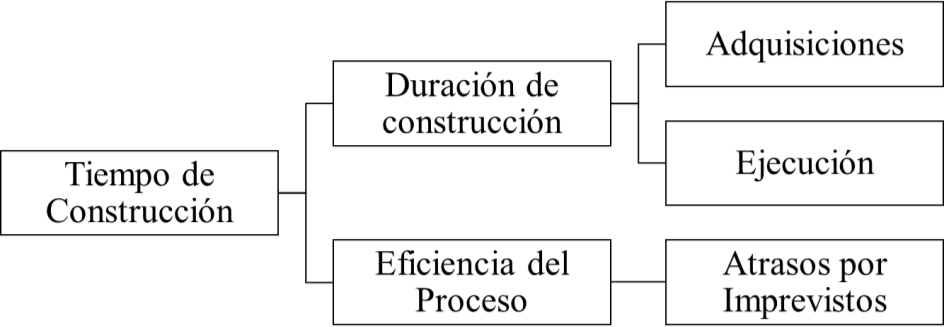 Tiempo de
Construcción
Duración de
construcción
Adquisiciones
Ejecución
Eficiencia del
Proceso
Atrasos por
Imprevistos